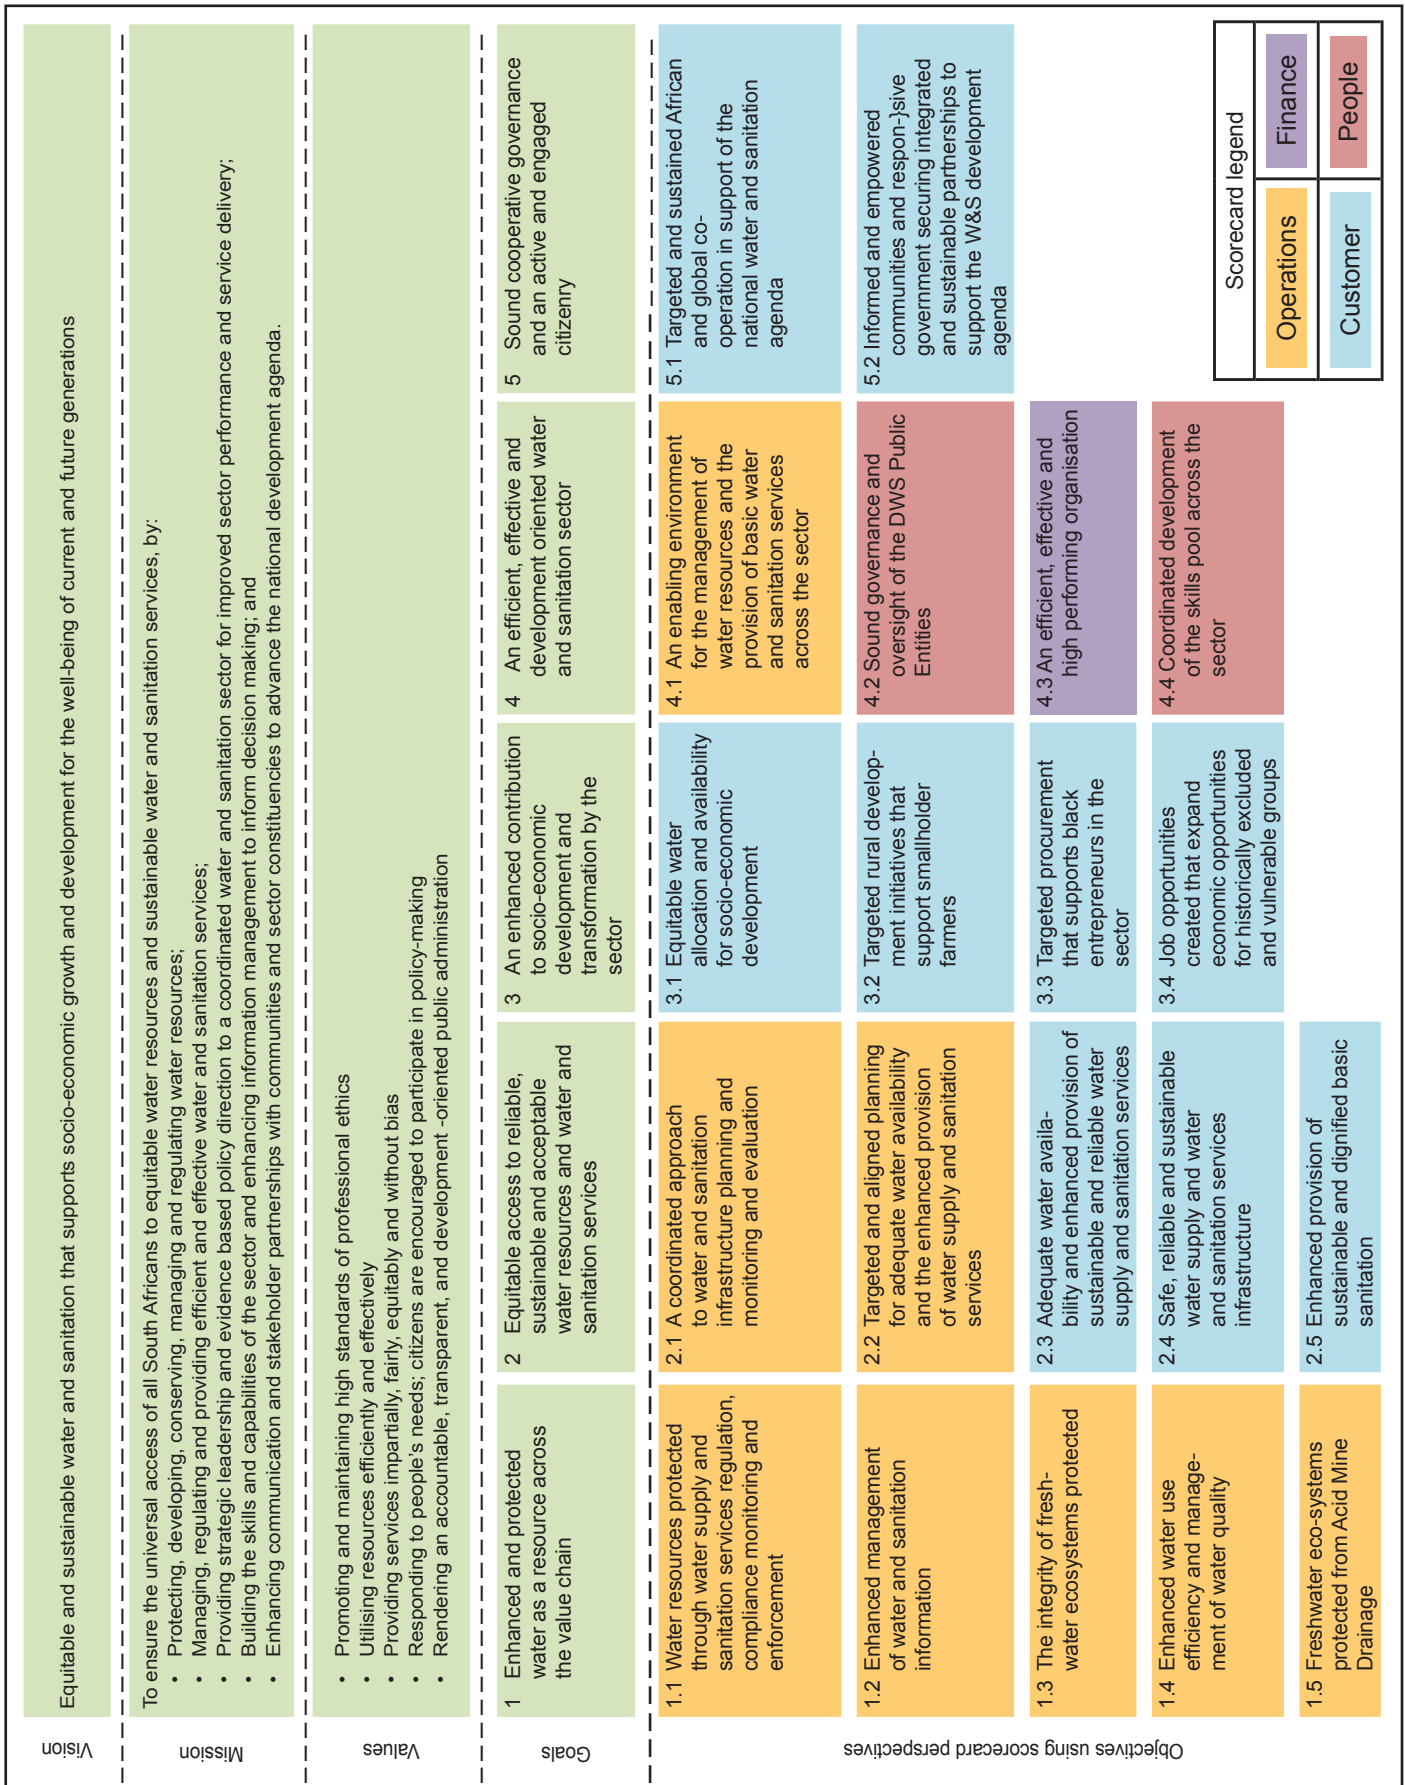 Vision
Equitable and sustainable water and sanitation that supports socio-economic growth and development for the well-being of current and future generations
Mission
To ensure the universal access of all South Africans to equitable water resources and sustainable water and sanitation services, by:
• Protecting, developing, conserving, managing and regulating water resources;
• Managing, regulating and providing efficient and effective water and sanitation services;
• Providing strategic leadership and evidence based policy direction to a coordinated water and sanitation sector for improved sector performance and service delivery;
• Building the skills and capabilities of the sector and enhancing information management to inform decision making; and
• Enhancing communication and stakeholder partnerships with communities and sector constituencies to advance the national development agenda.
Values
• Promoting and maintaining high standards of professional ethics
• Utilising resources efficiently and effectively
• Providing services impartially, fairly, equitably and without bias
• Responding to people's needs; citizens are encouraged to participate in policy-making
• Rendering an accountable, transparent, and development -oriented public administration
Goals
1 Enhanced and protected
water as a resource across
the value chain
2 Equitable access to reliable,
sustainable and acceptable
water resources and water and
sanitation services
3 An enhanced contribution
to socio-economic
development and
transformation by the
sector
4 An efficient, effective and
development oriented water
and sanitation sector
5 Sound cooperative governance
and an active and engaged
citizenry
Objectives using scorecard perspectives
1.1 Water resources protected
through water supply and
sanitation services regulation,
compliance monitoring and
enforcement
2.1 A coordinated approach
to water and sanitation
infrastructure planning and
monitoring and evaluation
3.1 Equitable water
allocation and availability
for socio-economic
development
4.1 An enabling environment
for the management of
water resources and the
provision of basic water
and sanitation services
across the sector
5.1 Targeted and sustained African
and global co-
operation in support of the
national water and sanitation
agenda
1.2 Enhanced management
of water and sanitation
information
2.2 Targeted and aligned planning
for adequate water availability
and the enhanced provision
of water supply and sanitation
services
3.2 Targeted rural develop-
ment initiatives that
support smallholder
farmers
4.2 Sound governance and
oversight of the DWS Public
Entities
5.2 Informed and empowered
communities and respon-}sive
government securing integrated
and sustainable partnerships to
support the W&S development
agenda
1.3 The integrity of fresh-
water ecosystems protected
2.3 Adequate water availa-
bility and enhanced provision of
sustainable and reliable water
supply and sanitation services
3.3 Targeted procurement
that supports black
entrepreneurs in the
sector
4.3 An efficient, effective and
high performing organisation
1.4 Enhanced water use
efficiency and manage-
ment of water quality
2.4 Safe, reliable and sustainable
water supply and water
and sanitation services
infrastructure
3.4 Job opportunities
created that expand
economic opportunities
for historically excluded
and vulnerable groups
4.4 Coordinated development
of the skills pool across the
sector
1.5 Freshwater eco-systems
protected from Acid Mine
Drainage
2.5 Enhanced provision of
sustainable and dignified basic
sanitation
Scorecard legend
Operations
Finance
Customer
People